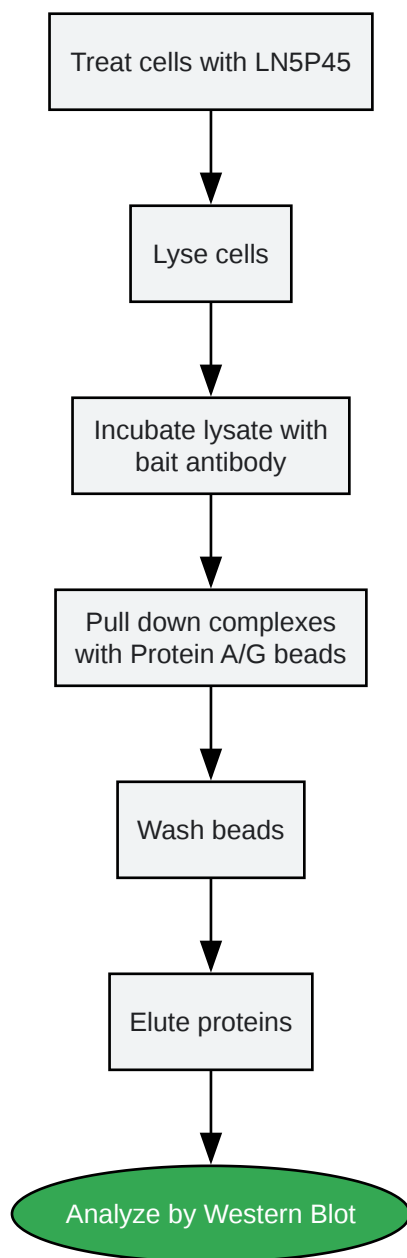 Treat cells with LN5P45
Lyse cells
Incubate lysate with
bait antibody
Pull down complexes
with Protein A/G beads
Wash beads
Elute proteins
Analyze by Western Blot